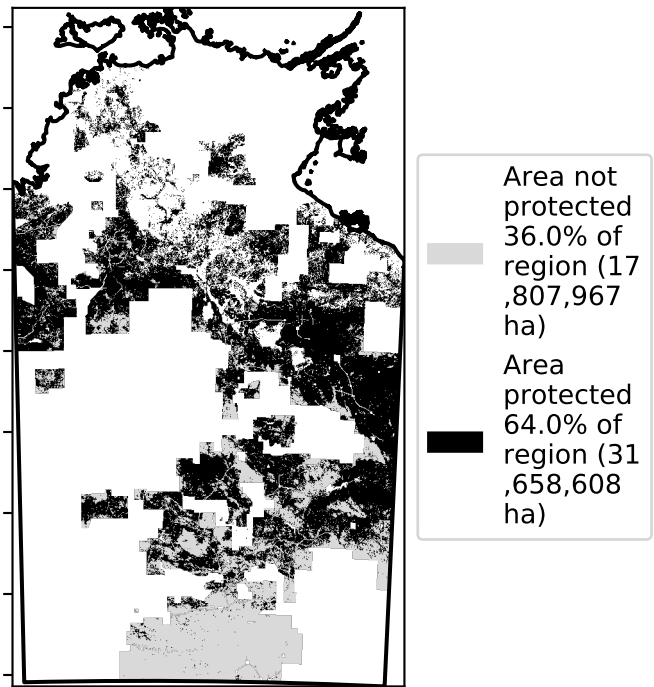 Area not
protected
36.0% of
region (17
,807,967
ha)
Area
protected
64.0% of
region (31
,658,608
ha)